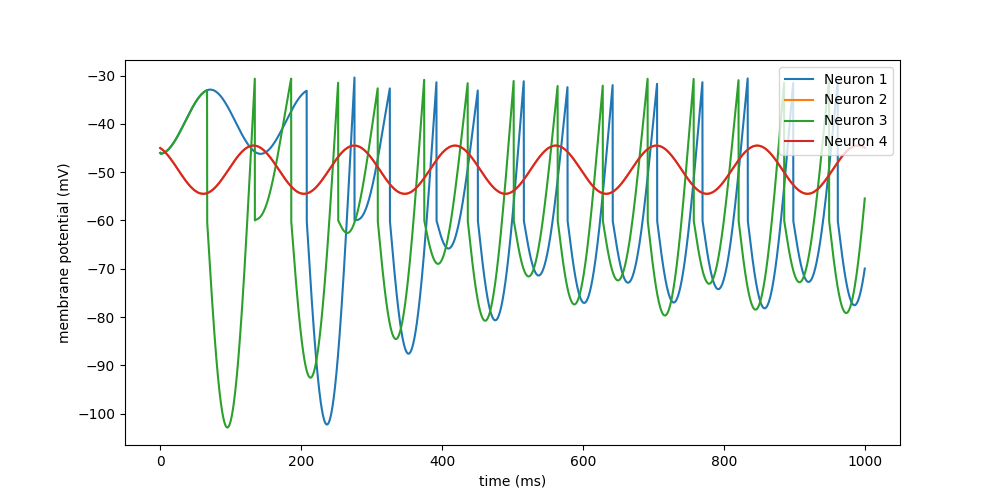 −30
−40
−50
−60
−70
−80
−90
−100
membrane potential (mV)
0 200 400 600 800 1000
time (ms)
Neuron 1
Neuron 2
Neuron 3
Neuron 4